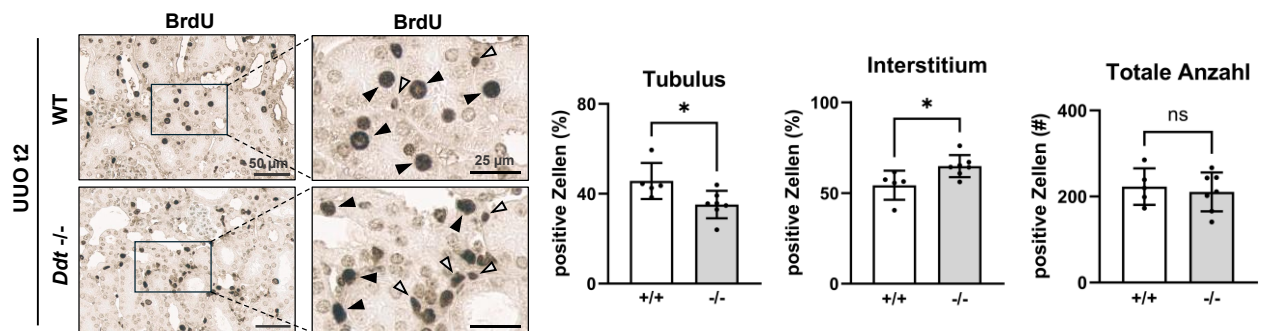 BrdU
BrdU
UUO t2
WT
50 µm
25 µm
Ddt -/-
Tubulus
positive Zellen (%)
80
40
0
*
+/+
-/-
Interstitium
positive Zellen (%)
100
50
0
*
+/+
-/-
Totale Anzahl
positive Zellen (#)
400
200
0
ns
+/+
-/-